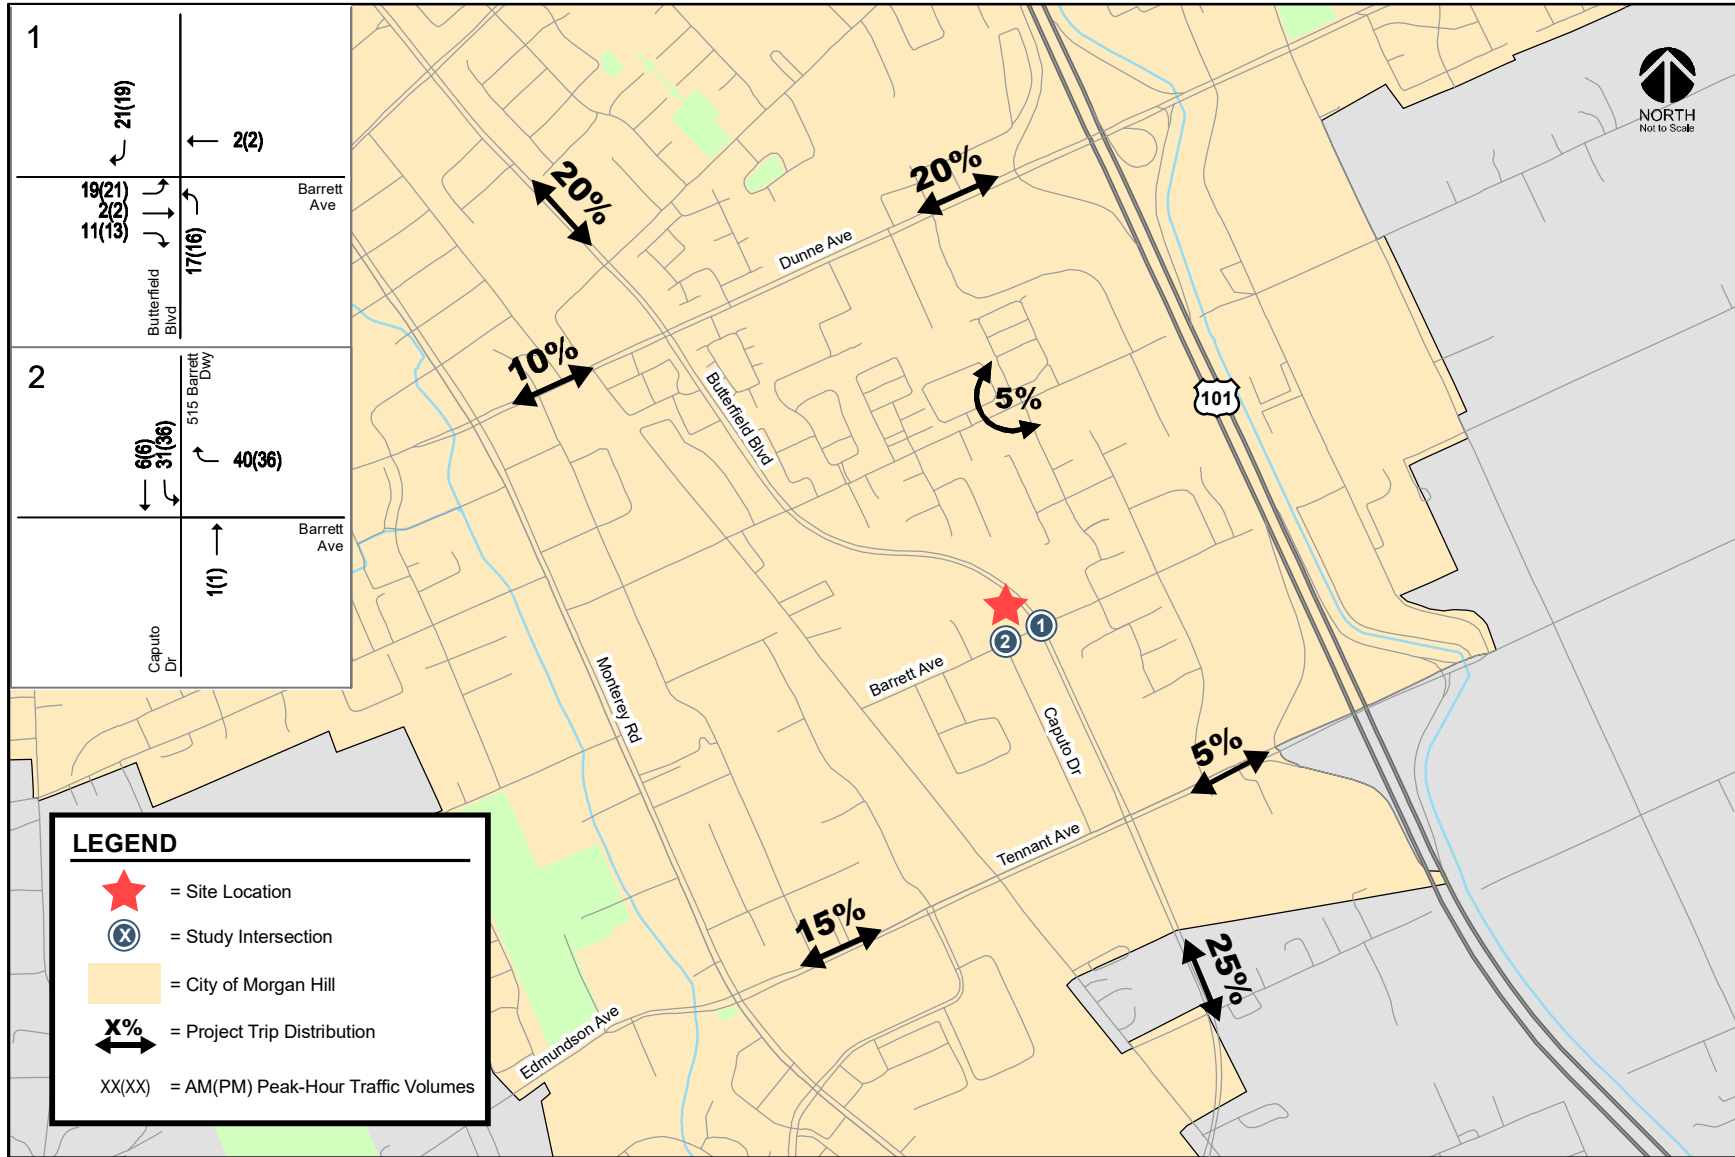 1
21(19)
2(2)
19(21)
2(2)
11(13)
17(16)
Barrett
Ave
Butterfield
Blvd
2
515 Barrett
Dwy
6(6)
31(36)
40(36)
Barrett
Ave
1(1)
Caputo
Dr
NORTH
Not to Scale
20%
20%
Dunne Ave
10%
Butterfield Blvd
5%
101
1
2
Barrett Ave
Monterey Rd
Caputo Dr
5%
Tennant Ave
15%
25%
Edmundson Ave
LEGEND
= Site Location
X = Study Intersection
= City of Morgan Hill
X% = Project Trip Distribution
XX(XX) = AM(PM) Peak-Hour Traffic Volumes